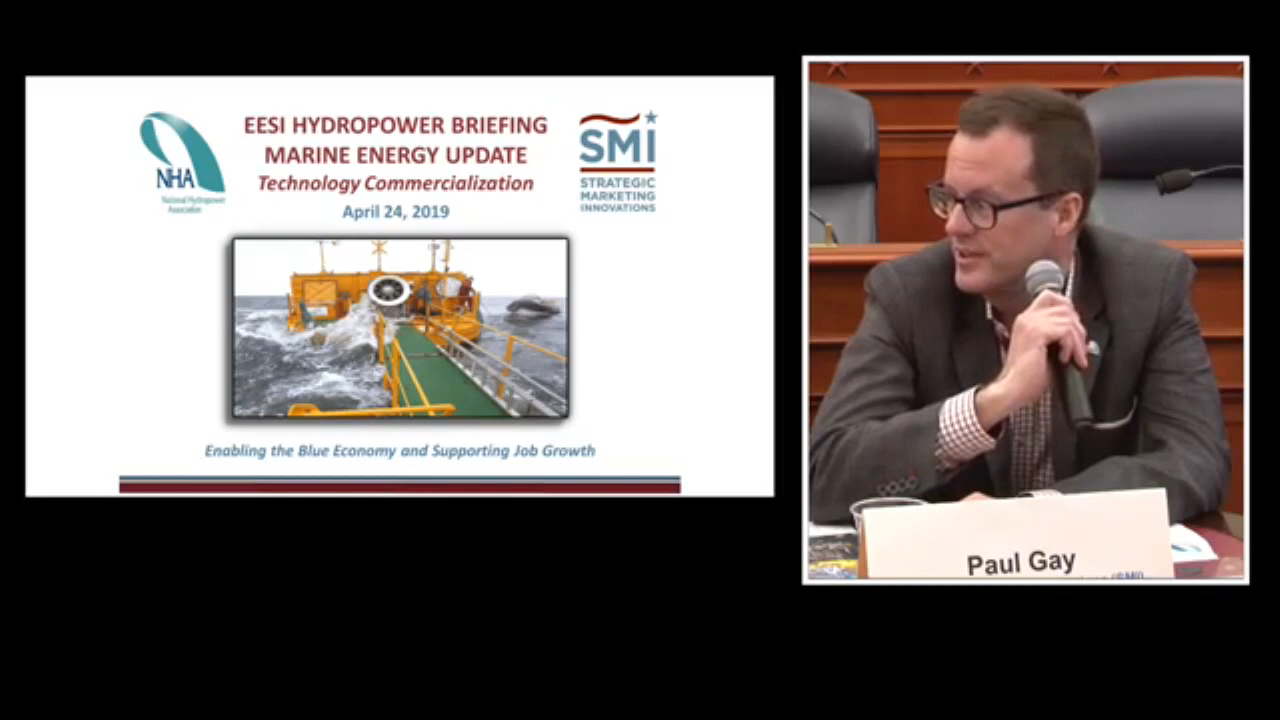 EESI HYDROPOWER BRIEFING
MARINE ENERGY UPDATE
Technology Commercialization
April 24, 2019
NHA
National Hydropower
Association
SMI
STRATEGIC
MARKETING
INNOVATIONS
Enabling the Blue Economy and Supporting Job Growth
Paul Gay
(SMI)